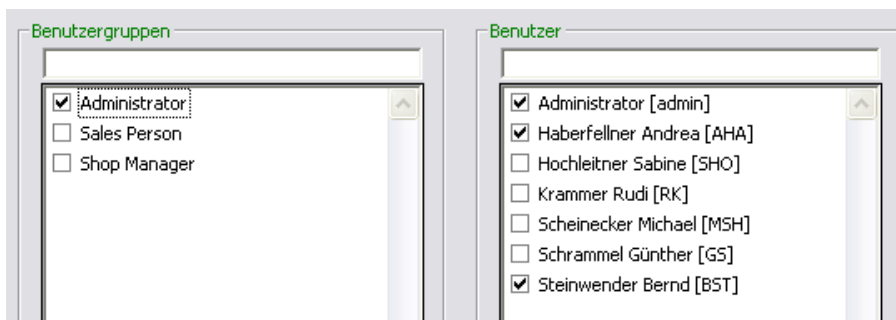 Benutzergruppen
Administrator
Sales Person
Shop Manager
Benutzer
Administrator [admin]
Haberfellner Andrea [AHA]
Hochleitner Sabine [SHO]
Krammer Rudi [RK]
Scheinecker Michael [MSH]
Schrammel Günther [GS]
Steinwender Bernd [BST]